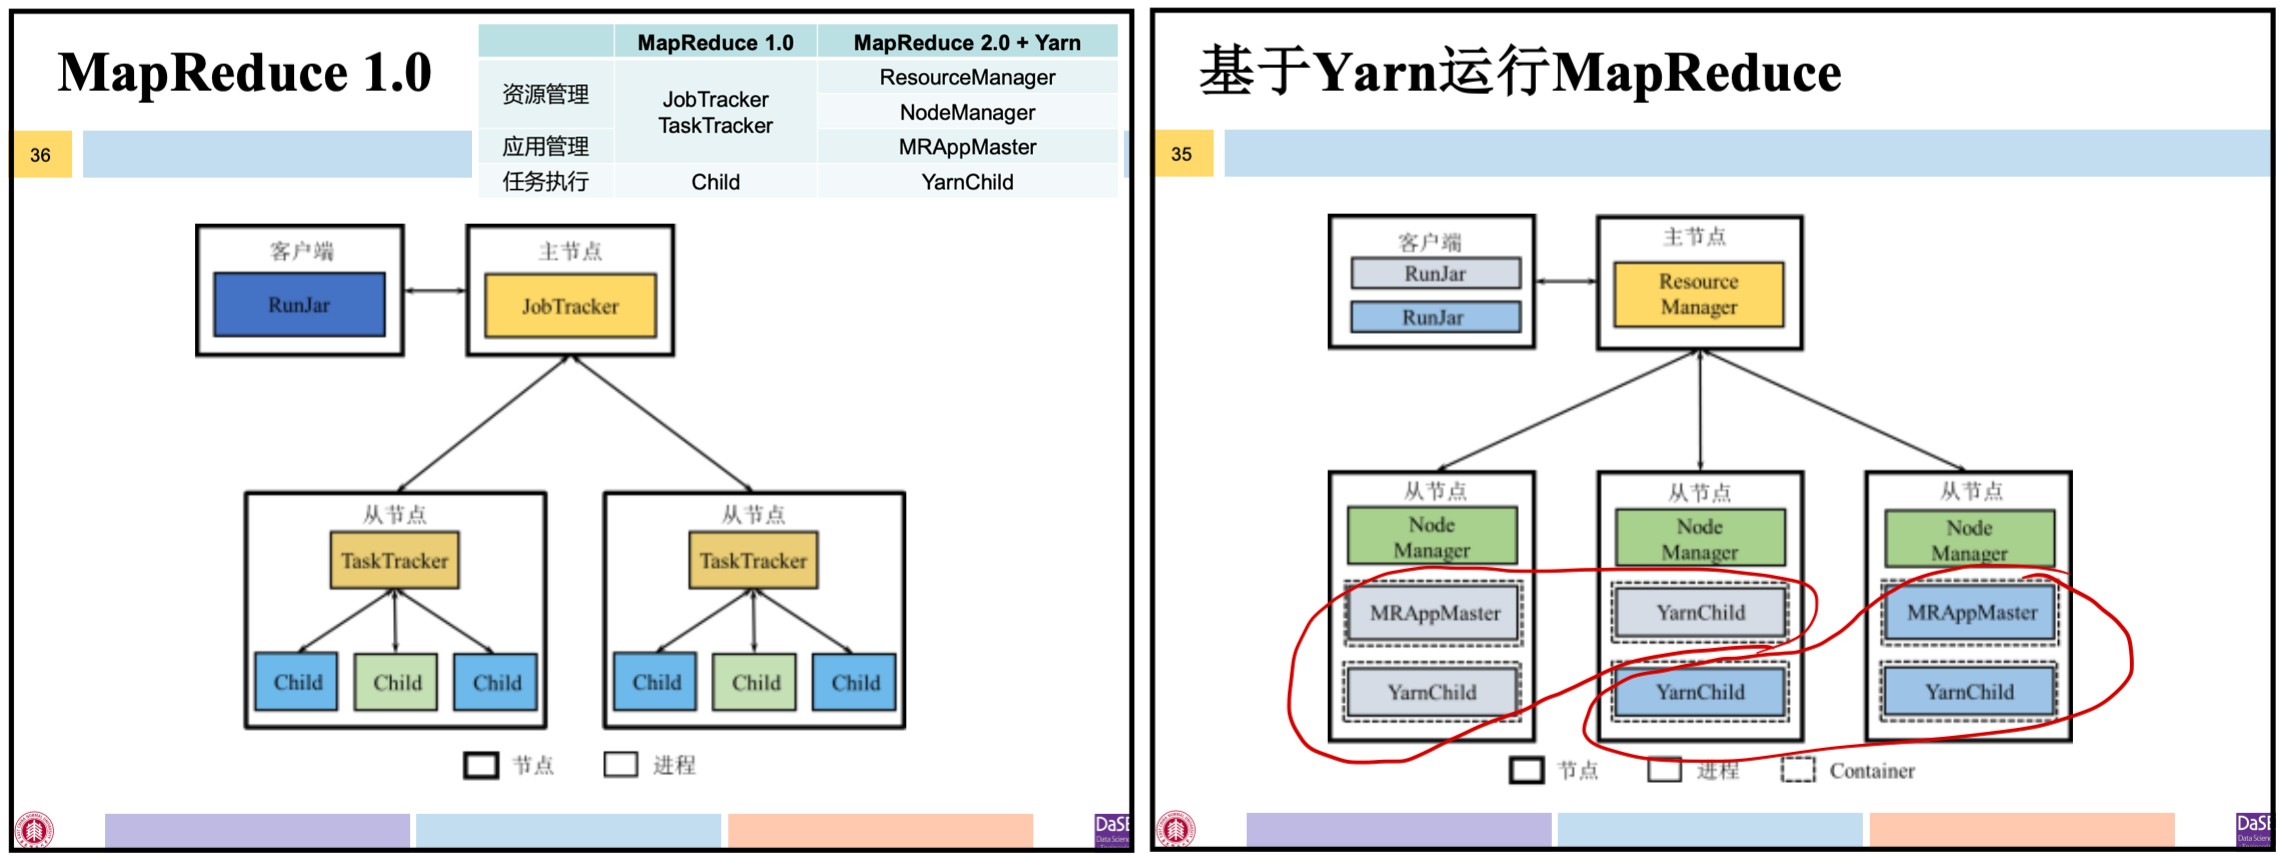 MapReduce 1.0
MapReduce 1.0 MapReduce 2.0 + Yarn
资源管理 JobTracker TaskTracker ResourceManager
NodeManager
应用管理 MRAppMaster
任务执行 Child YarnChild
36
客户端 主节点
RunJar JobTracker
从节点 从节点
TaskTracker TaskTracker
Child Child Child Child Child Child
节点 进程
DaSE
基于Yarn运行MapReduce
35
客户端 主节点
RunJar
RunJar
Resource
Manager
从节点 从节点 从节点
Node Node Node
Manager Manager Manager
MRAppMaster YarnChild MRAppMaster
YarnChild YarnChild YarnChild
节点 进程 Container
DaSE